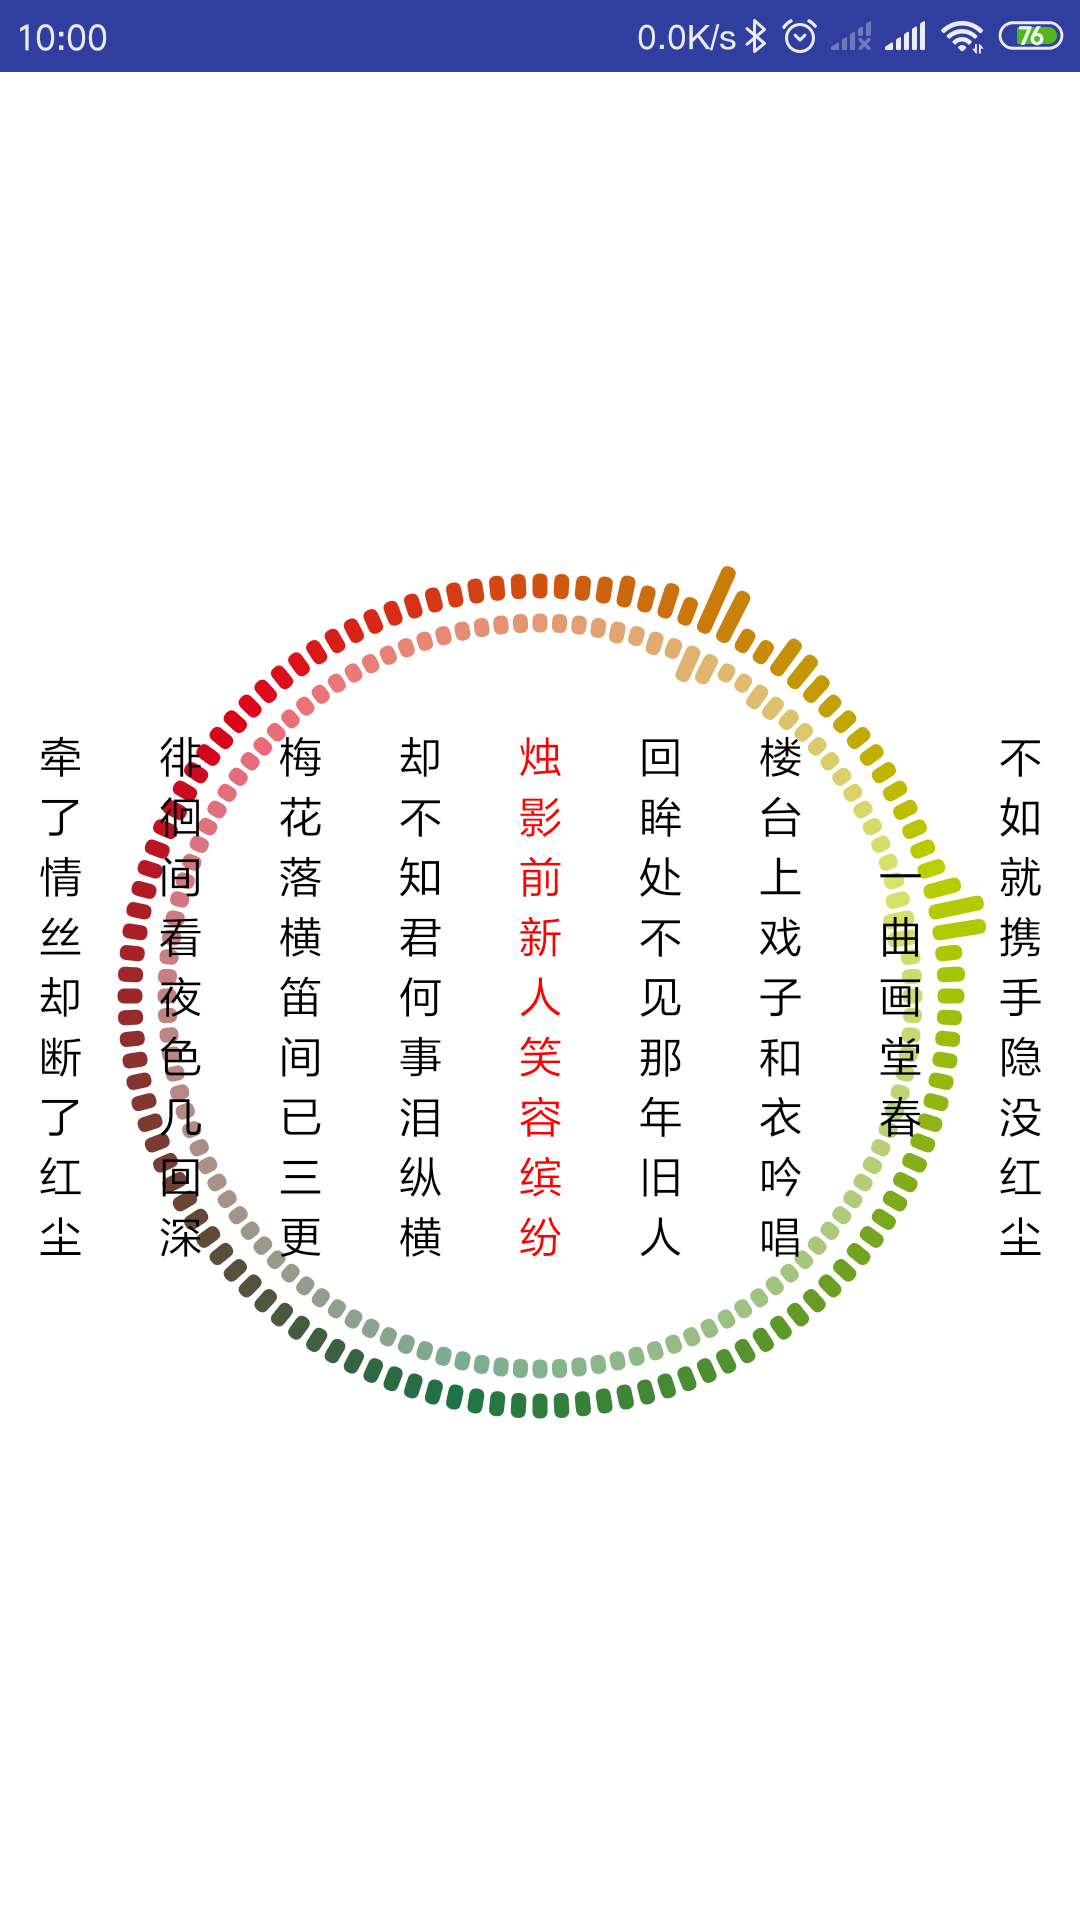 10:00
0.0K/s
76
牵了情丝却断了红尘
徘徊间看夜色几回深
梅花落横笛间已三更
却不知君何事泪纵横
烛影前新人笑容缤纷
回眸处不见那年旧人
楼台上戏子和衣吟唱
一曲画堂春
不如就携手隐没红尘